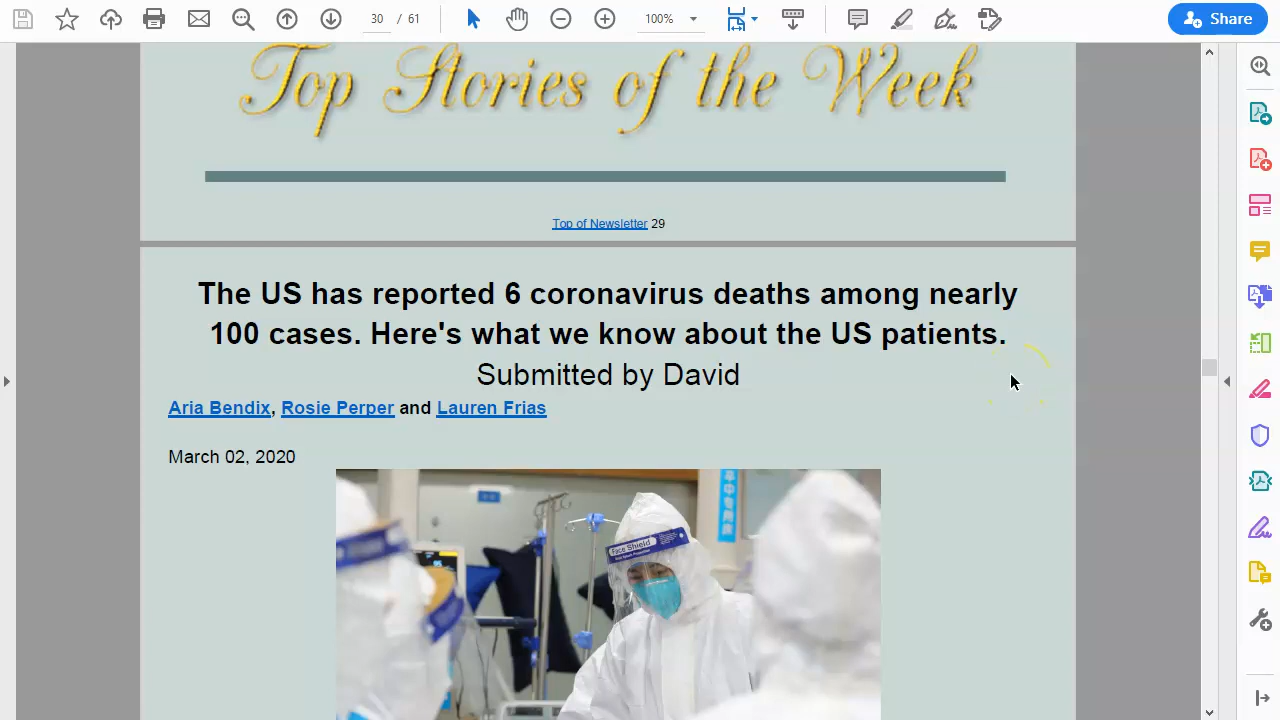 30 / 61
100%
Share
Top Stories of the Week
Top of Newsletter 29
The US has reported 6 coronavirus deaths among nearly
100 cases. Here's what we know about the US patients.
Submitted by David
Aria Bendix, Rosie Perper and Lauren Frias
March 02, 2020
Face Shield